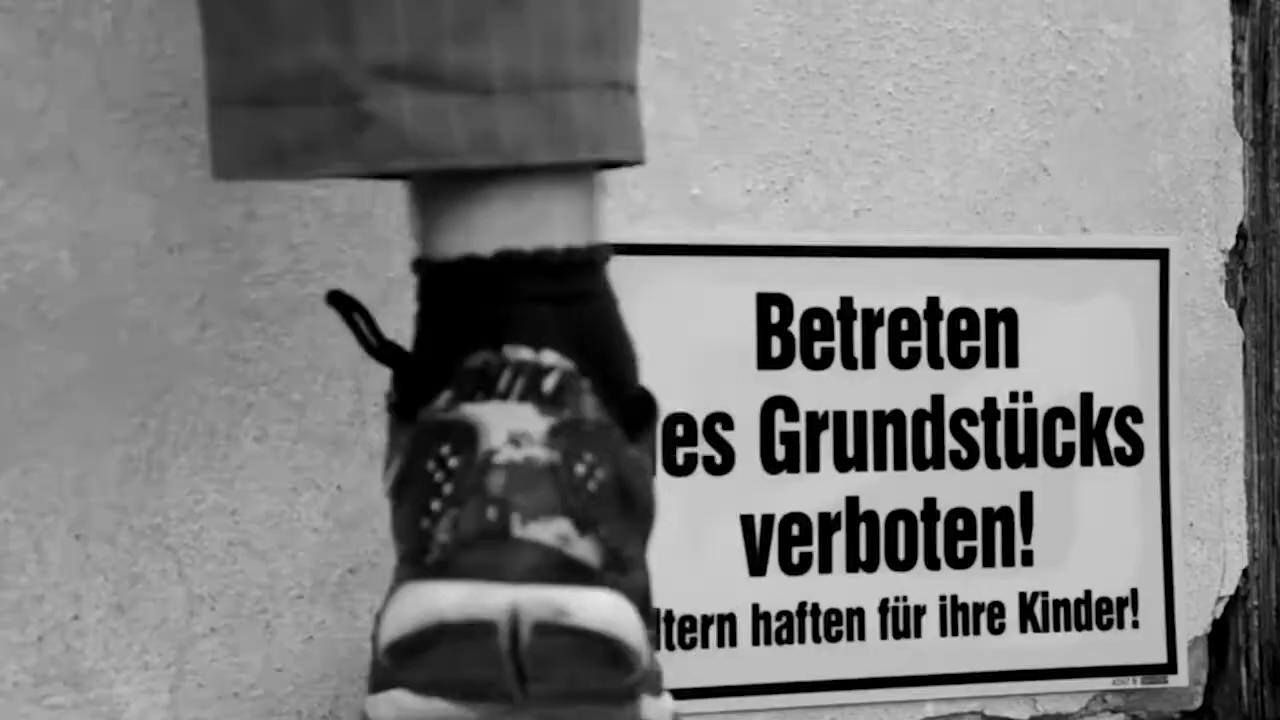 Betreten
es Grundstücks
verboten!
ltern haften für ihre Kinder!